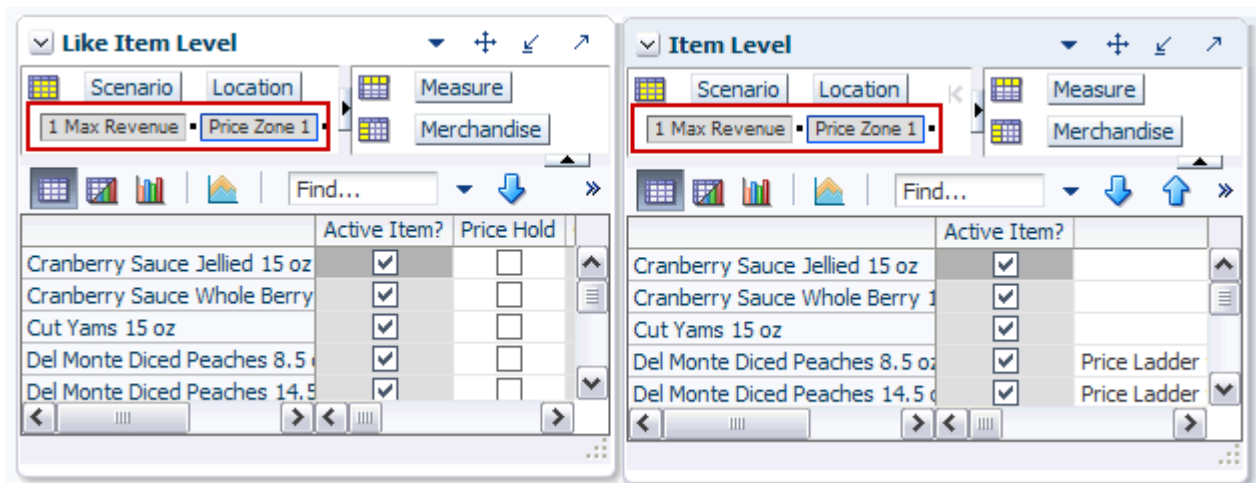 Like Item Level
Scenario Location Measure
1 Max Revenue Price Zone 1 Merchandise
Find...
Active Item? Price Hold
Cranberry Sauce Jellied 15 oz
Cranberry Sauce Whole Berry
Cut Yams 15 oz
Del Monte Diced Peaches 8.5
Del Monte Diced Peaches 14.5
Item Level
Scenario Location Measure
1 Max Revenue Price Zone 1 Merchandise
Find...
Active Item?
Cranberry Sauce Jellied 15 oz
Cranberry Sauce Whole Berry 1
Cut Yams 15 oz
Del Monte Diced Peaches 8.5 oz Price Ladder
Del Monte Diced Peaches 14.5 Price Ladder